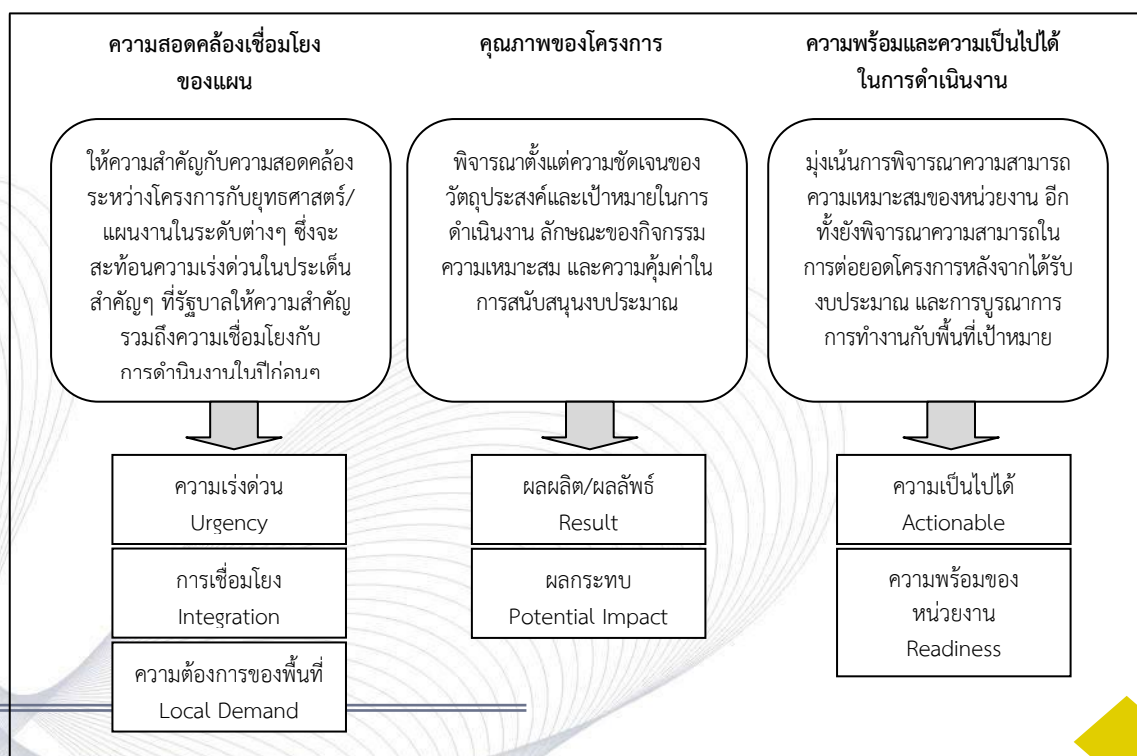 ความสอดคล้องเชื่อมโยง
ของแผน
ให้ความสำคัญกับความสอดคล้อง
ระหว่างโครงการกับยุทธศาสตร์/
แผนงานในระดับต่างๆ ซึ่งจะ
สะท้อนความเร่งด่วนในประเด็น
สำคัญๆ ที่รัฐบาลให้ความสำคัญ
รวมถึงความเชื่อมโยงกับ
การดำเนินงานในปีก่อนๆ
ความเร่งด่วน
Urgency
การเชื่อมโยง
Integration
ความต้องการของพื้นที่
Local Demand
คุณภาพของโครงการ
พิจารณาตั้งแต่ความชัดเจนของ
วัตถุประสงค์และเป้าหมายในการ
ดำเนินงาน ลักษณะของกิจกรรม
ความเหมาะสม และความคุ้มค่าใน
การสนับสนุนงบประมาณ
ผลผลิต/ผลลัพธ์
Result
ผลกระทบ
Potential Impact
ความพร้อมและความเป็นไปได้
ในการดำเนินงาน
มุ่งเน้นการพิจารณาความสามารถ
ความเหมาะสมของหน่วยงาน อีก
ทั้งยังพิจารณาความสามารถใน
การต่อยอดโครงการหลังจากได้รับ
งบประมาณ และการบูรณาการ
การทำงานกับพื้นที่เป้าหมาย
ความเป็นไปได้
Actionable
ความพร้อมของ
หน่วยงาน
Readiness